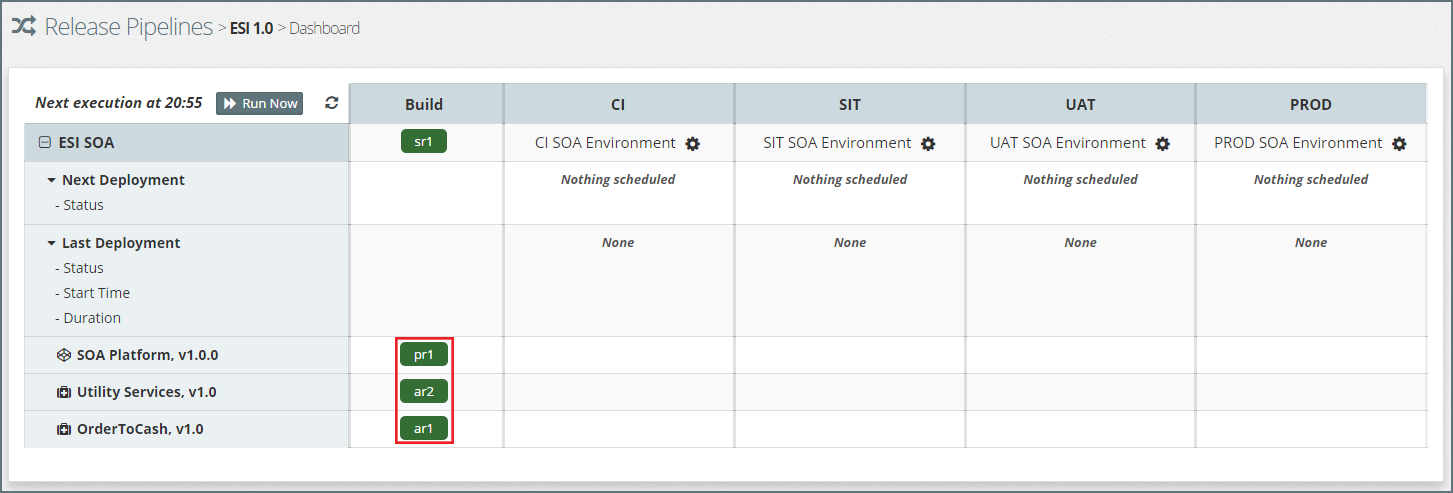 Release Pipelines > ESI 1.0 > Dashboard
Next execution at 20:55 Run Now Build CI SIT UAT PROD
ESI SOA sr1 CI SOA Environment SIT SOA Environment UAT SOA Environment PROD SOA Environment
Next Deployment Nothing scheduled Nothing scheduled Nothing scheduled Nothing scheduled
- Status
Last Deployment None None None None
- Status
- Start Time
- Duration
SOA Platform, v1.0.0 pr1
Utility Services, v1.0 ar2
OrderToCash, v1.0 ar1